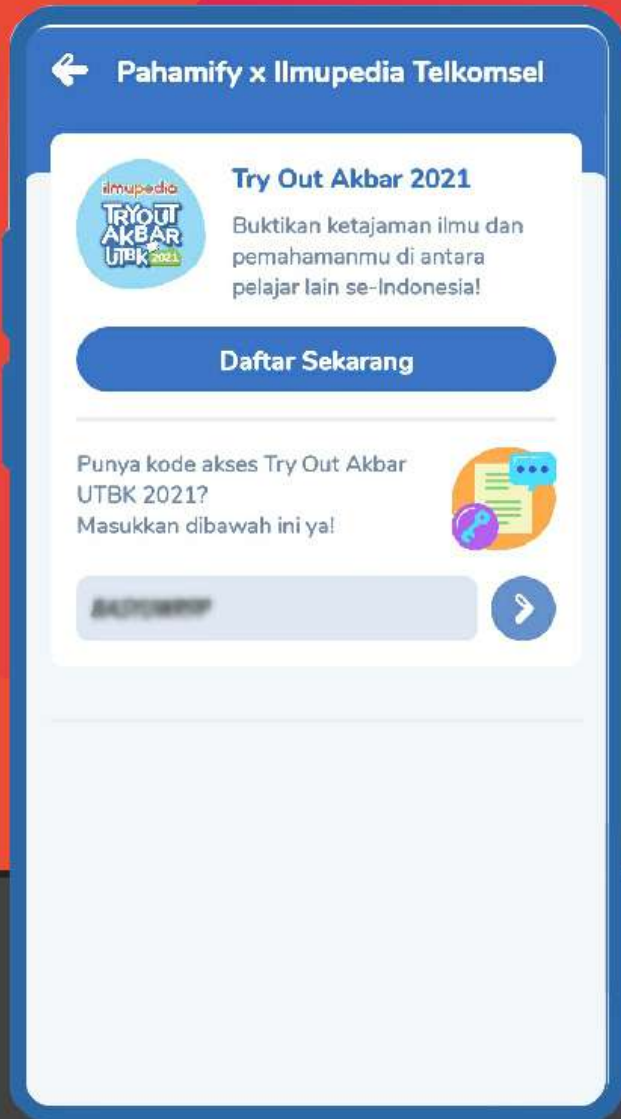 Pahamify x Ilmupedia Telkomsel
ilmupedia
TRYOUT
AKBAR
UTBK 2021
Try Out Akbar 2021
Buktikan ketajaman ilmu dan
pemahamanmu di antara
pelajar lain se-Indonesia!
Daftar Sekarang
Punya kode akses Try Out Akbar
UTBK 2021?
Masukkan dibawah ini ya!